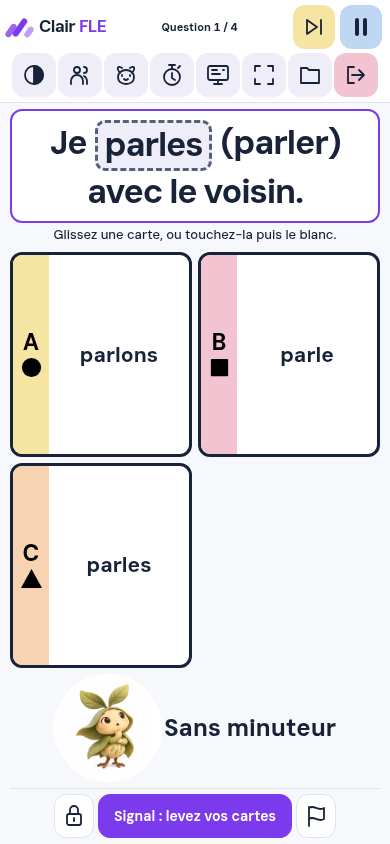 Clair FLE
Question 1 / 4
Je parles (parler)
avec le voisin.
Glissez une carte, ou touchez-la puis le blanc.
A
parlons
B
parle
C
parles
Sans minuteur
Signal : levez vos cartes